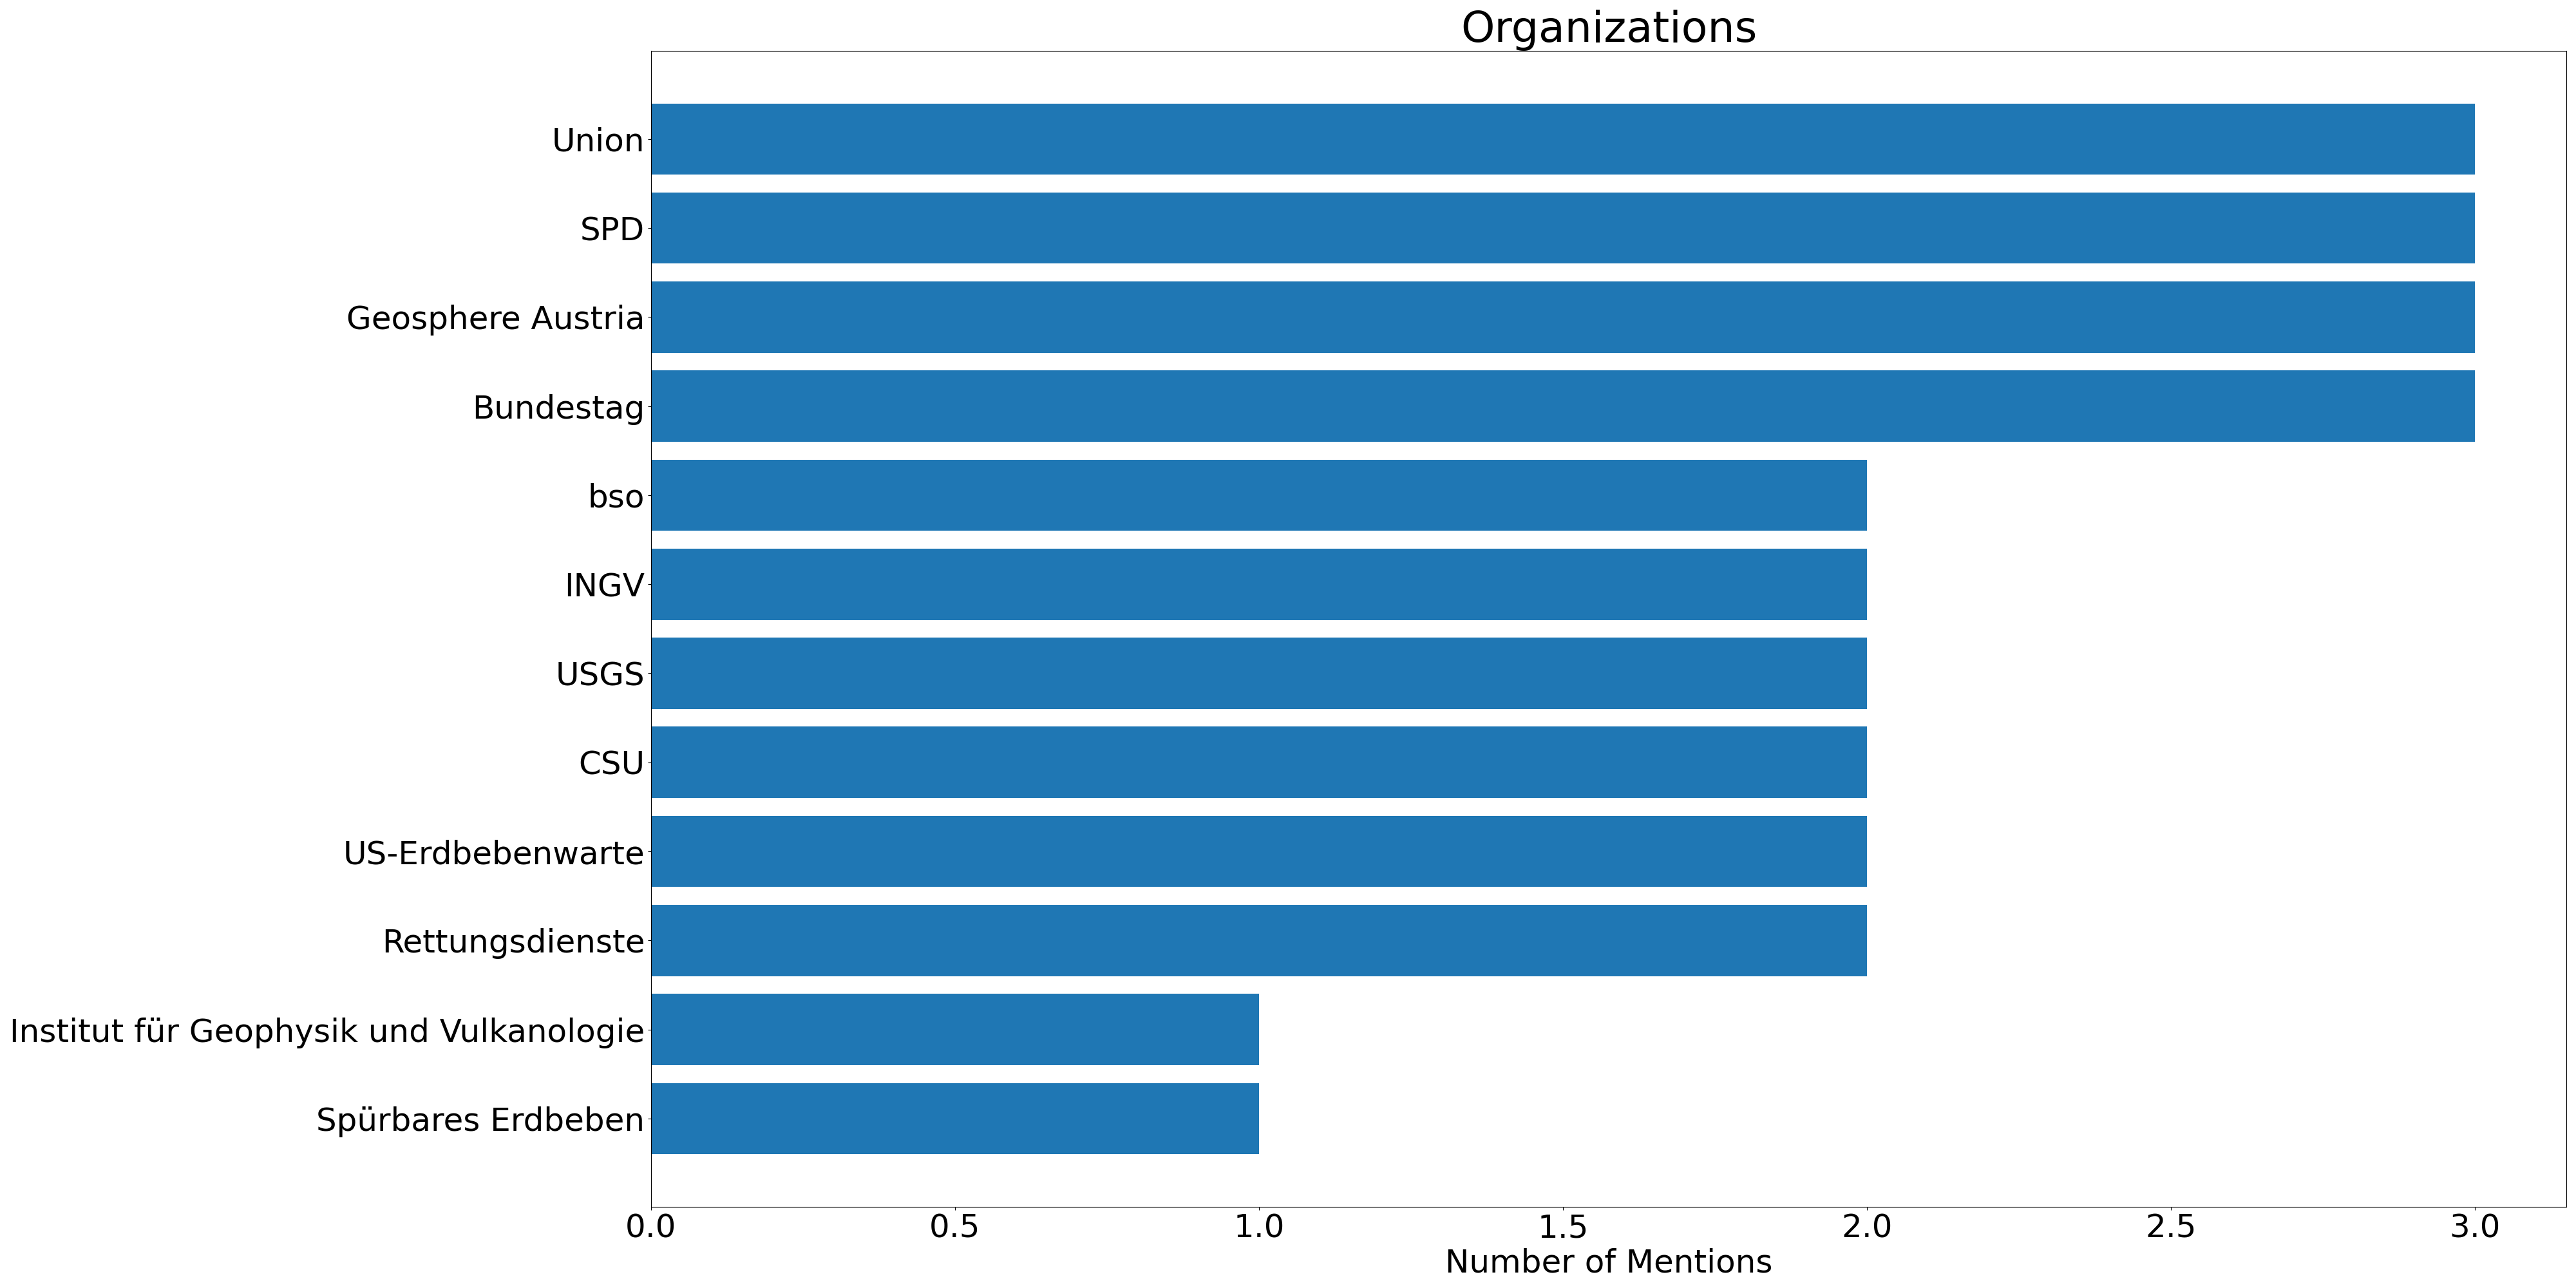 Organizations
Union
SPD
Geosphere Austria
Bundestag
bso
INGV
USGS
CSU
US-Erdbebenwarte
Rettungsdienste
Institut für Geophysik und Vulkanologie
Spürbares Erdbeben
0.0 0.5 1.0 1.5 2.0 2.5 3.0
Number of Mentions